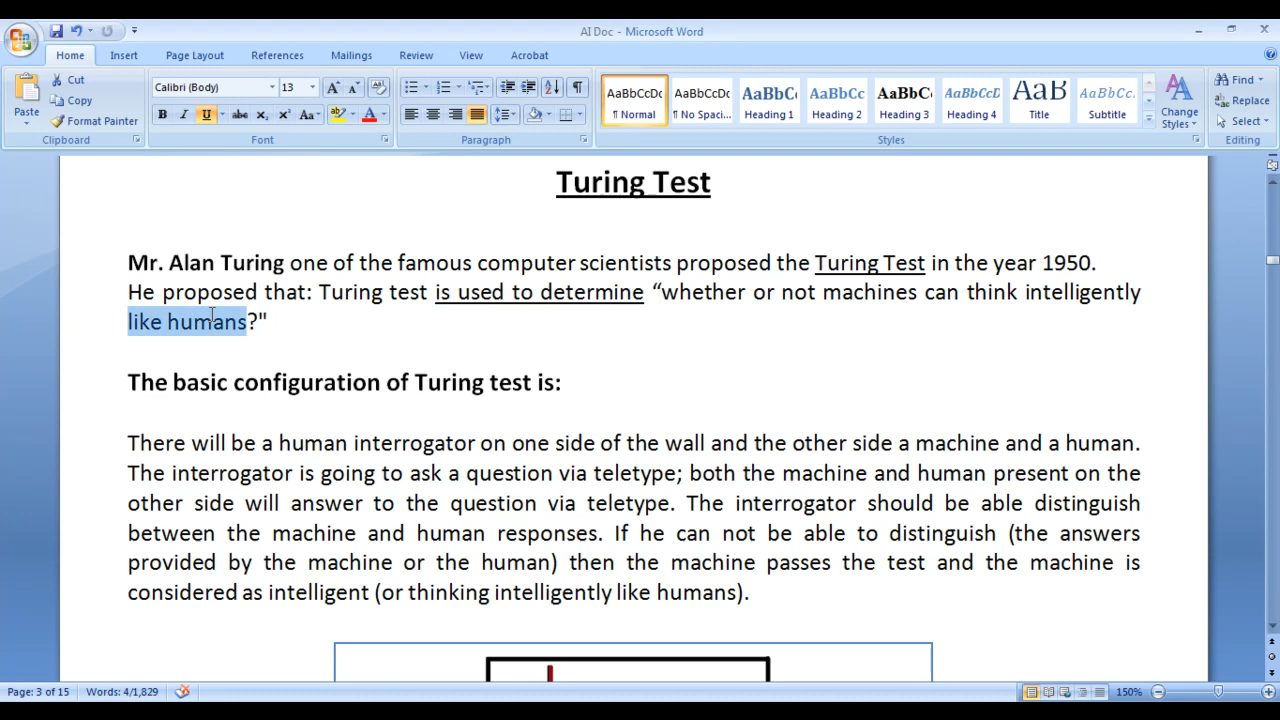 AI Doc - Microsoft Word
Home Insert Page Layout References Mailings Review View Acrobat
Paste
Cut
Copy
Format Painter
Clipboard
Calibri (Body) 13
Font
Paragraph
AaBbCcDc AaBbCcDc AaBbC AaBbCc AaBbC AaBbCcD AaB AaBbCc.
¶ Normal ¶ No Spaci... Heading 1 Heading 2 Heading 3 Heading 4 Title Subtitle
Change Styles
Styles
Find
Replace
Select
Editing
Turing Test
Mr. Alan Turing one of the famous computer scientists proposed the Turing Test in the year 1950.
He proposed that: Turing test is used to determine “whether or not machines can think intelligently
like humans?"
The basic configuration of Turing test is:
There will be a human interrogator on one side of the wall and the other side a machine and a human.
The interrogator is going to ask a question via teletype; both the machine and human present on the
other side will answer to the question via teletype. The interrogator should be able distinguish
between the machine and human responses. If he can not be able to distinguish (the answers
provided by the machine or the human) then the machine passes the test and the machine is
considered as intelligent (or thinking intelligently like humans).
Page: 3 of 15 Words: 4/1,829 150%